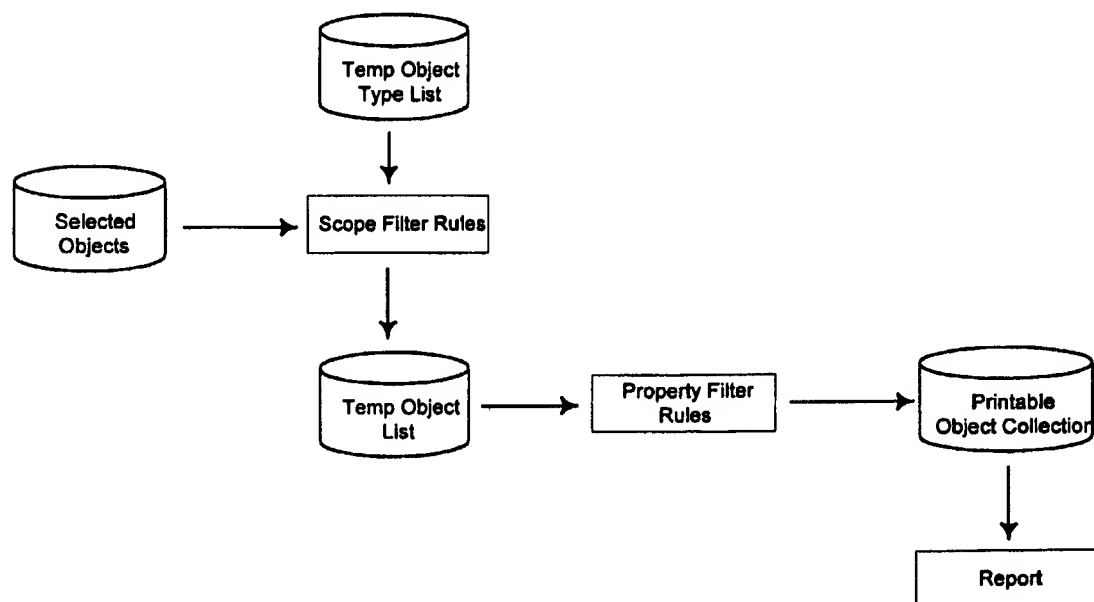 Temp Object
Type List
Selected
Objects
Scope Filter Rules
Temp Object
List
Property Filter
Rules
Printable
Object Collection
Report